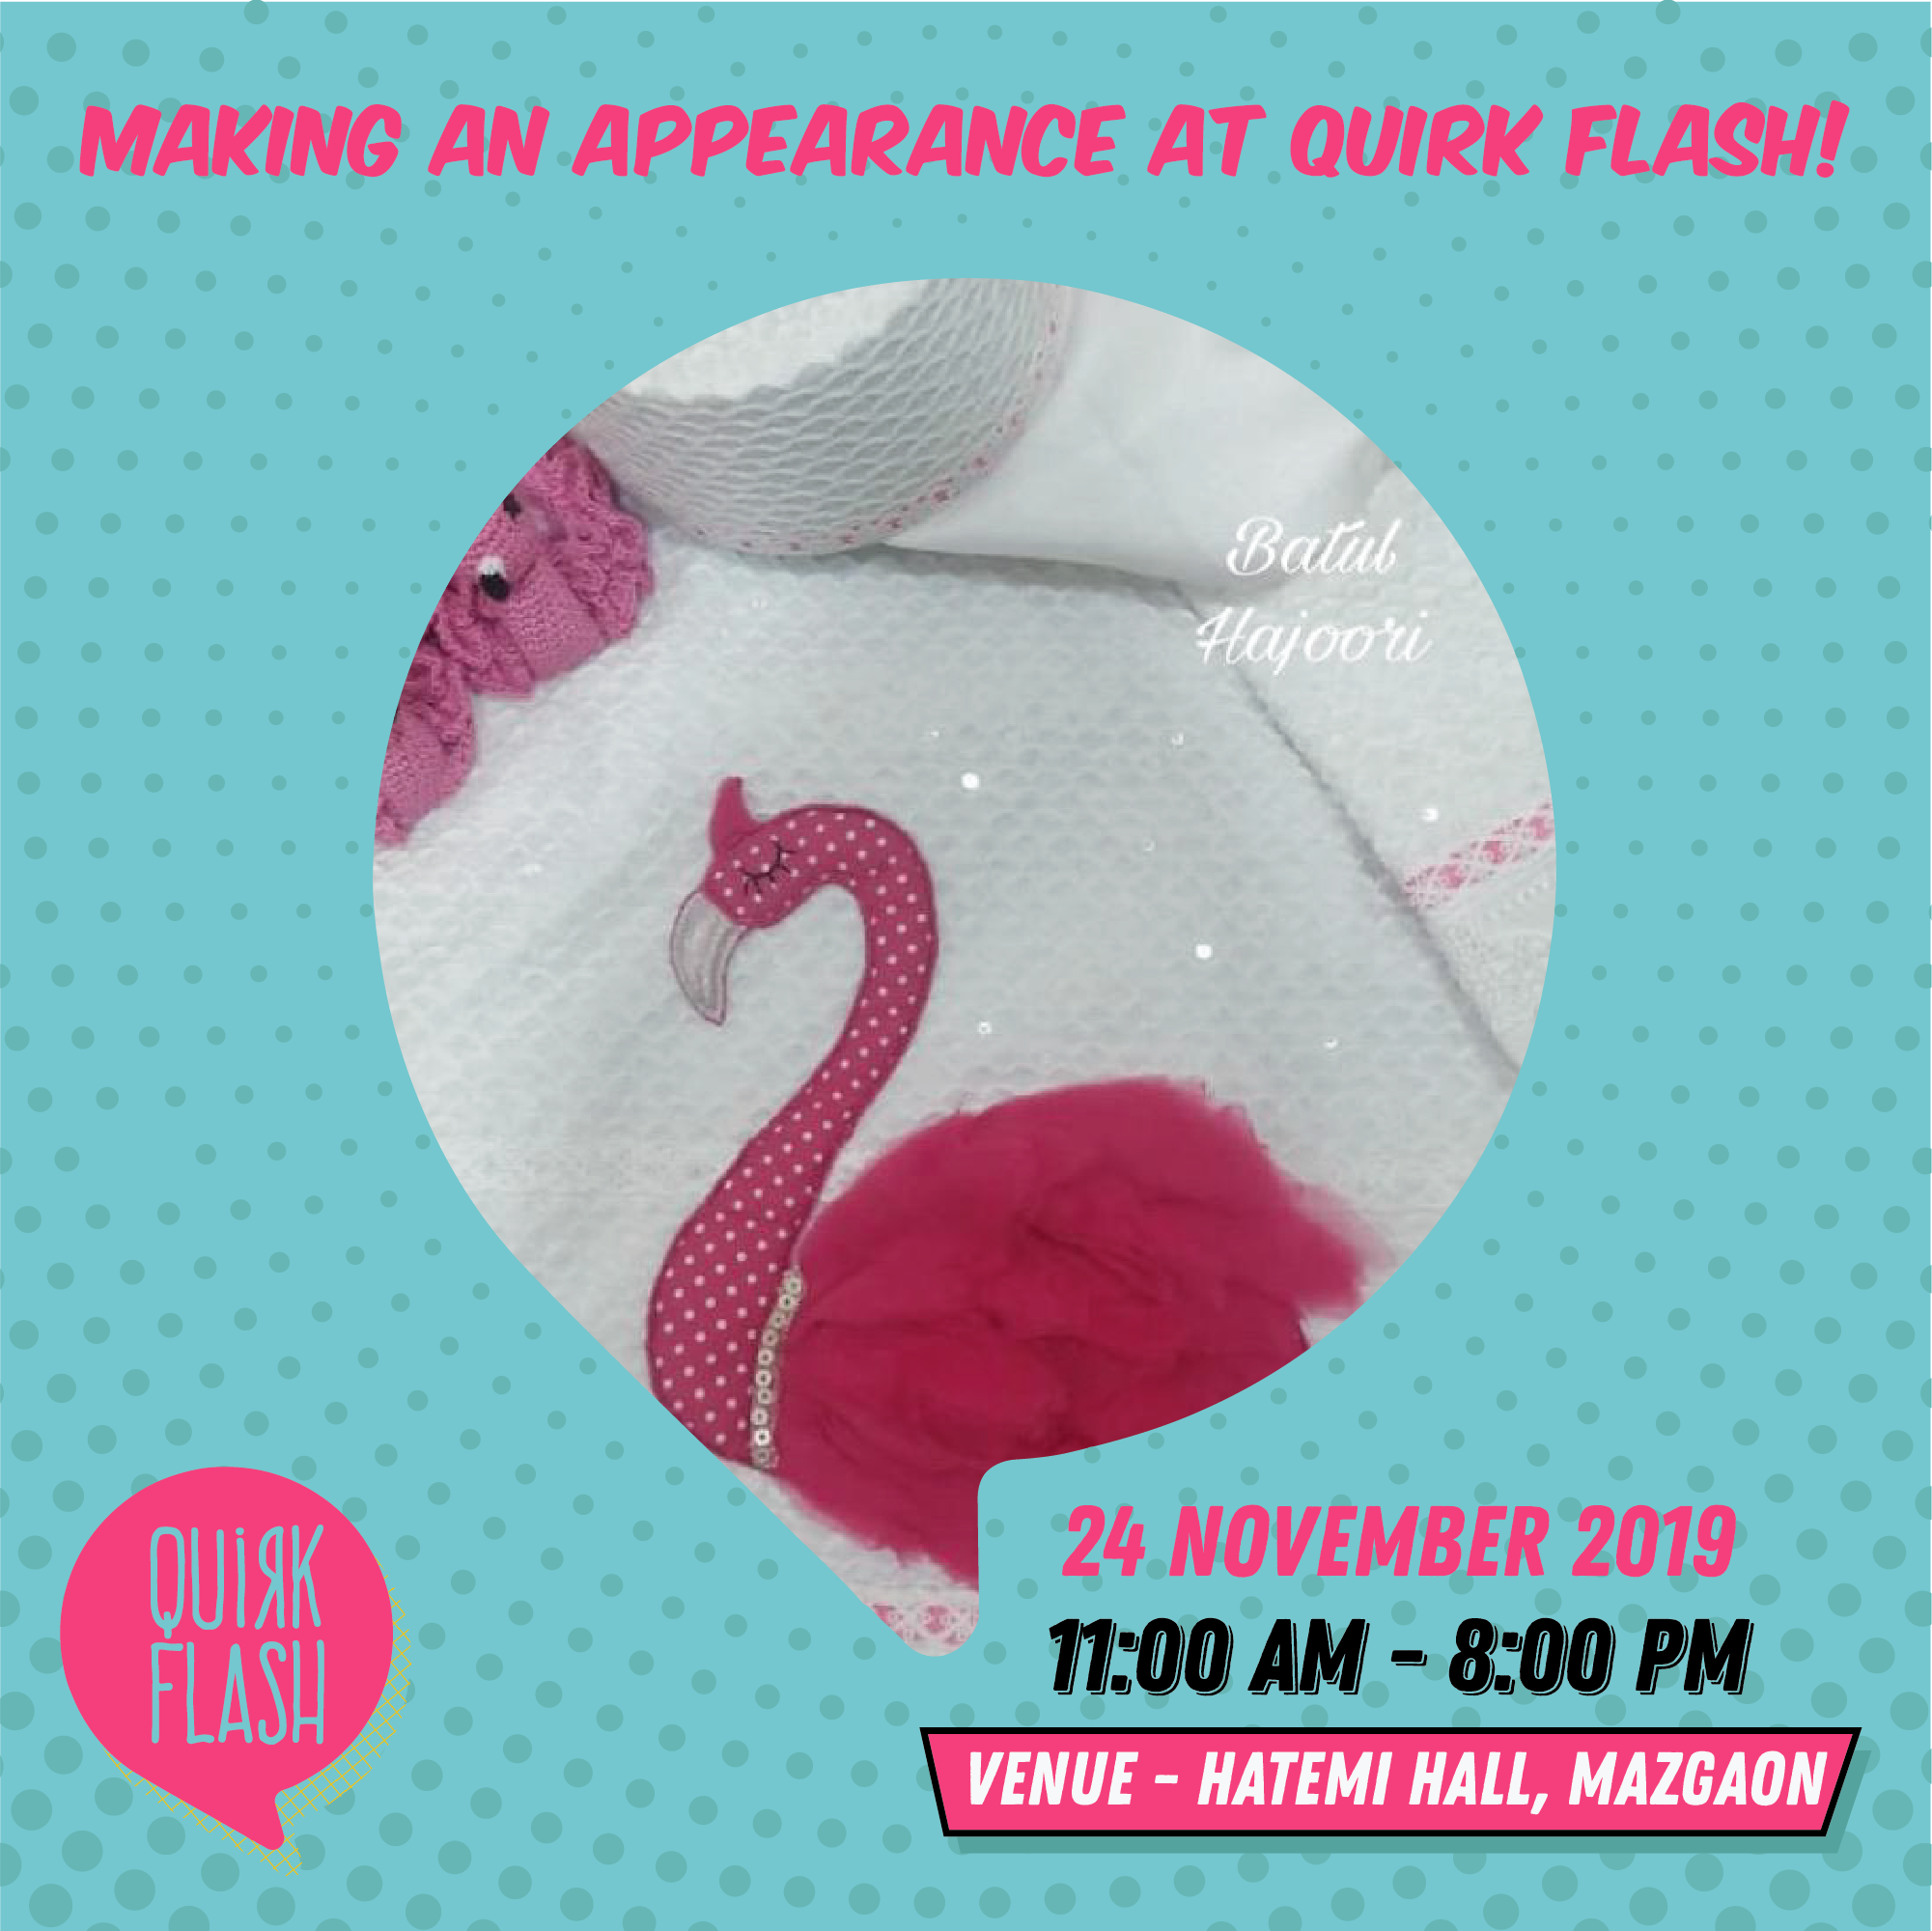 MAKING AN APPEARANCE AT QUIRK FLASH!
Batul
Hajoori
24 NOVEMBER 2019
11:00 AM - 8:00 PM
VENUE - HATEMI HALL, MAZGAON
QUiRK
FLASH